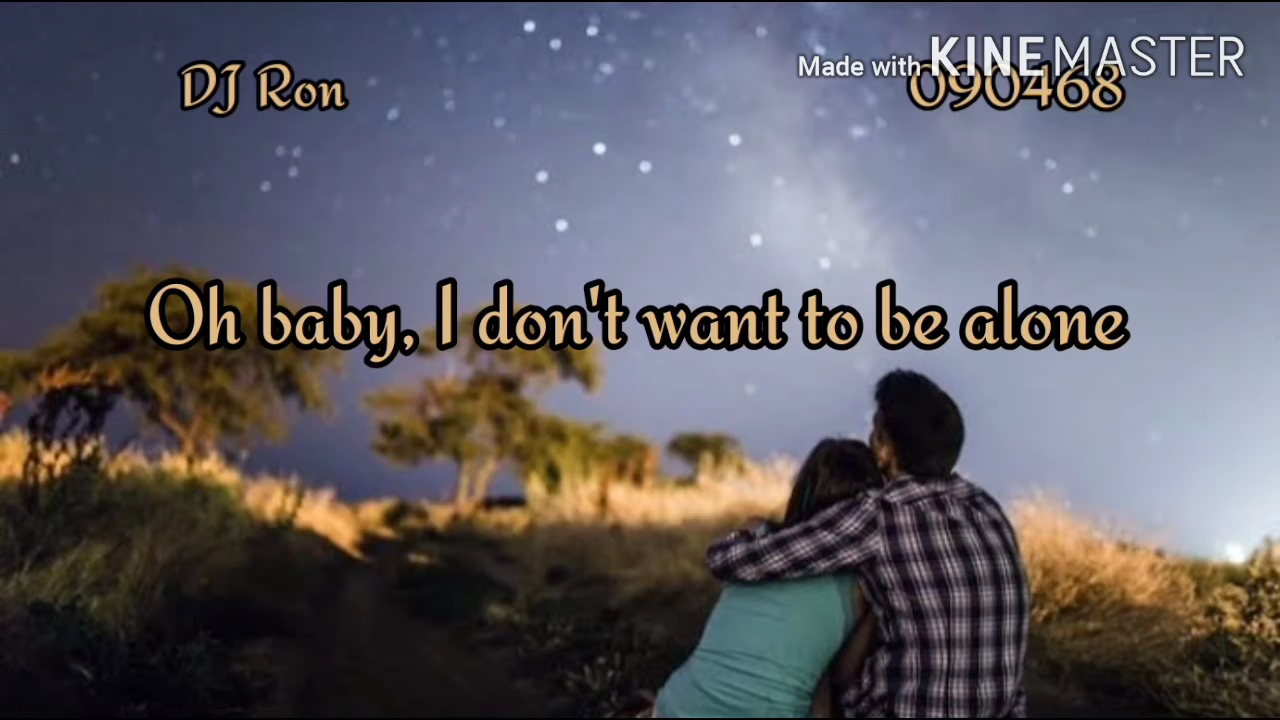 DJ Ron
Made with KINEMASTER
090468
Oh baby, I don't want to be alone